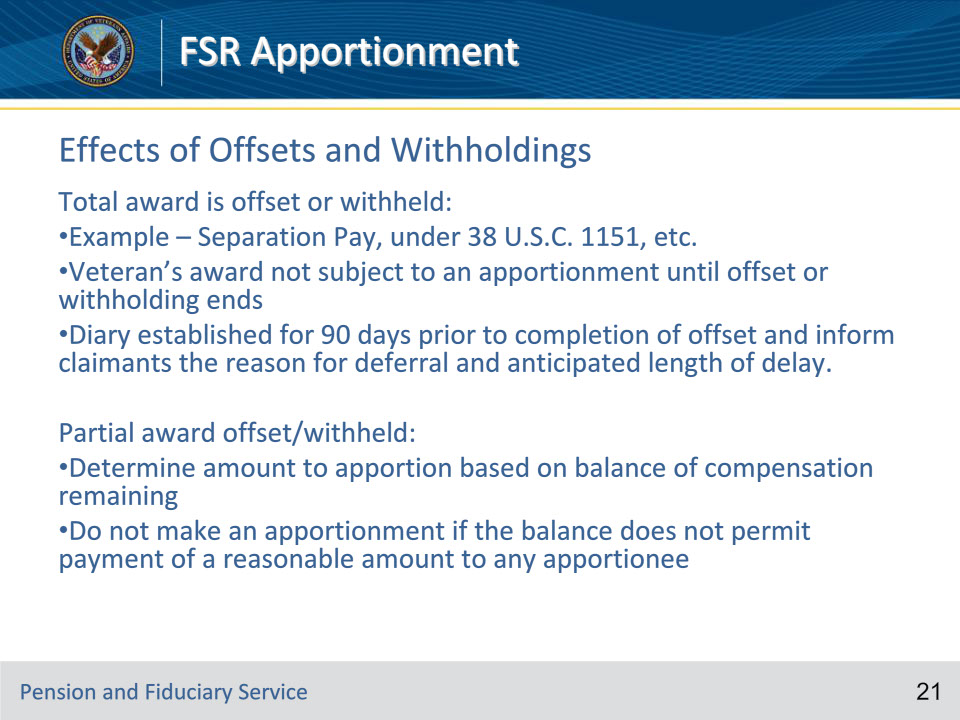 FSR Apportionment
Effects of Offsets and Withholdings
Total award is offset or withheld:
•Example – Separation Pay, under 38 U.S.C. 1151, etc.
•Veteran’s award not subject to an apportionment until offset or
withholding ends
•Diary established for 90 days prior to completion of offset and inform
claimants the reason for deferral and anticipated length of delay.
Partial award offset/withheld:
•Determine amount to apportion based on balance of compensation
remaining
•Do not make an apportionment if the balance does not permit
payment of a reasonable amount to any apportionee
Pension and Fiduciary Service
21